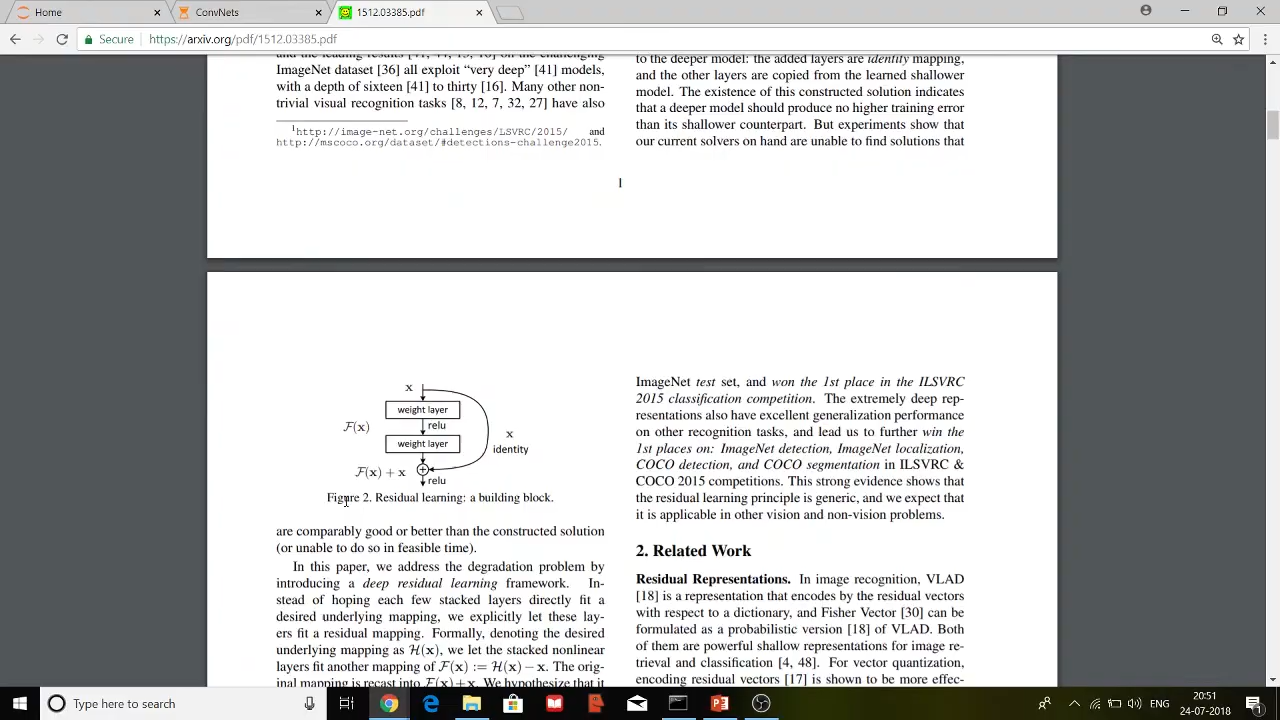 Home
ConvNets
1512.03385.pdf
Secure
https://arxiv.org/pdf/1512.03385.pdf
ImageNet dataset [36] all exploit “very deep” [41] models,
with a depth of sixteen [41] to thirty [16]. Many other non-
trivial visual recognition tasks [8, 12, 7, 32, 27] have also
1http://image-net.org/challenges/LSVRC/2015/ and
http://mscoco.org/dataset/#detections-challenge2015.
to the deeper model: the added layers are identity mapping,
and the other layers are copied from the learned shallower
model. The existence of this constructed solution indicates
that a deeper model should produce no higher training error
than its shallower counterpart. But experiments show that
our current solvers on hand are unable to find solutions that
1
x
weight layer
F(x)
relu
x
weight layer
identity
F(x) + x
relu
Figure 2. Residual learning: a building block.
are comparably good or better than the constructed solution
(or unable to do so in feasible time).
In this paper, we address the degradation problem by
introducing a deep residual learning framework. In-
stead of hoping each few stacked layers directly fit a
desired underlying mapping, we explicitly let these lay-
ers fit a residual mapping. Formally, denoting the desired
underlying mapping as H(x), we let the stacked nonlinear
layers fit another mapping of F(x) := H(x) − x. The orig-
inal mapping is recast into F(x)+x. We hypothesize that it
ImageNet test set, and won the 1st place in the ILSVRC
2015 classification competition. The extremely deep rep-
resentations also have excellent generalization performance
on other recognition tasks, and lead us to further win the
1st places on: ImageNet detection, ImageNet localization,
COCO detection, and COCO segmentation in ILSVRC &
COCO 2015 competitions. This strong evidence shows that
the residual learning principle is generic, and we expect that
it is applicable in other vision and non-vision problems.
2. Related Work
Residual Representations. In image recognition, VLAD
[18] is a representation that encodes by the residual vectors
with respect to a dictionary, and Fisher Vector [30] can be
formulated as a probabilistic version [18] of VLAD. Both
of them are powerful shallow representations for image re-
trieval and classification [4, 48]. For vector quantization,
encoding residual vectors [17] is shown to be more effec-
Type here to search
ENG
20:51
24-07-2018